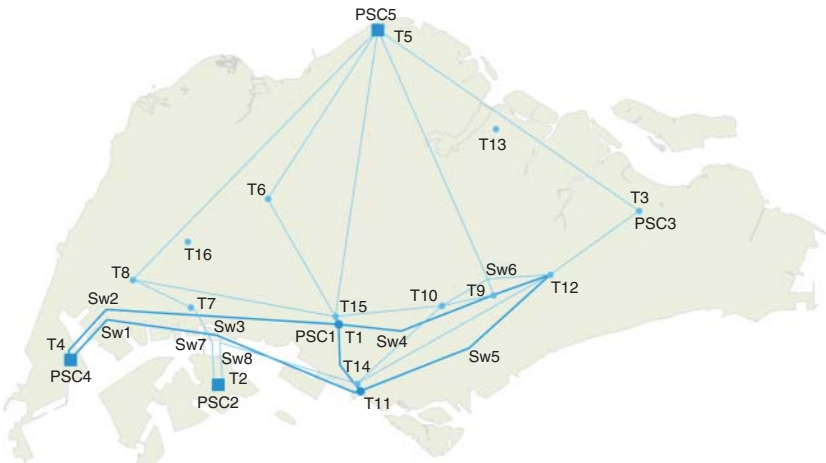 PSC5
T5
T13
T6
T3
PSC3
T16
T8
Sw6
T12
Sw2
T7
T10
T9
T15
Sw1
Sw3
PSC1
T1
Sw4
T4
Sw7
Sw5
PSC4
Sw8
T14
T2
PSC2
T11